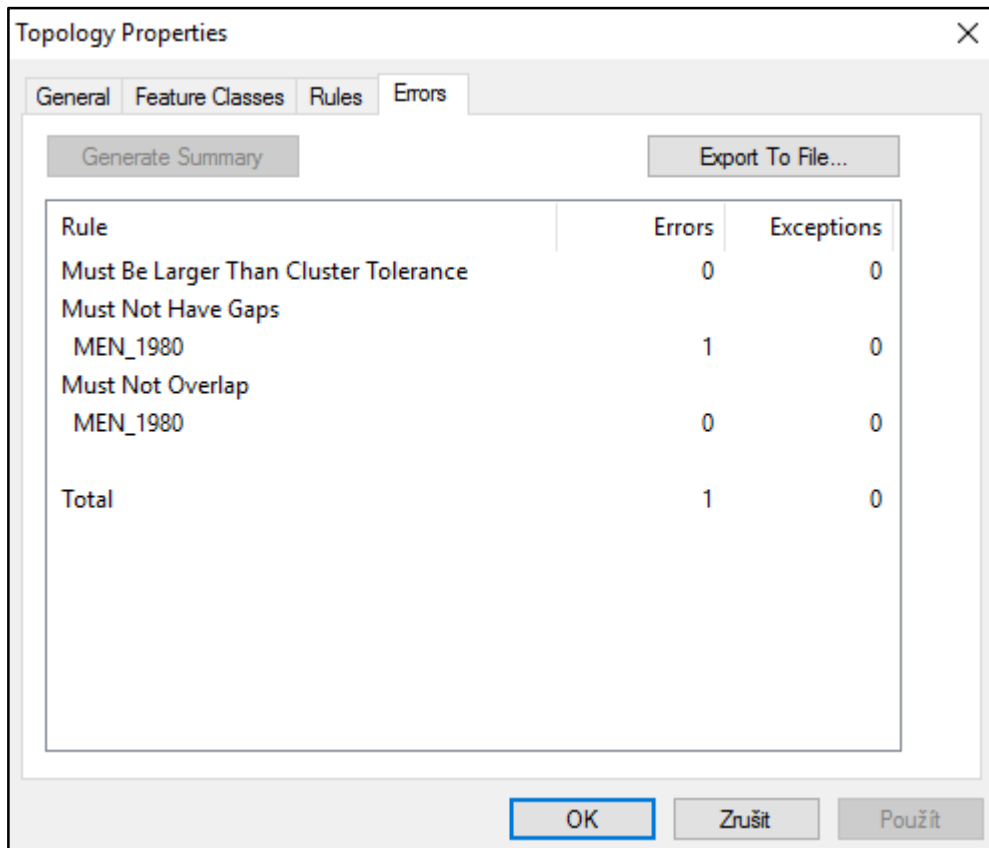 Topology Properties
General Feature Classes Rules Errors
Generate Summary Export To File...
Rule Errors Exceptions
Must Be Larger Than Cluster Tolerance 0 0
Must Not Have Gaps
MEN_1980 1 0
Must Not Overlap
MEN_1980 0 0
Total 1 0
OK Zrušit Použít